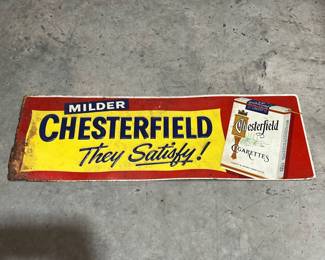 MILDER
CHESTERFIELD
They Satisfy!
Chesterfield
CIGARETTES